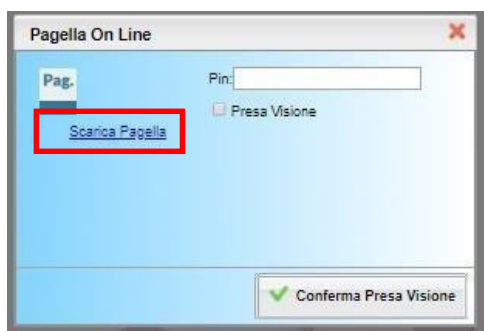 Pagella On Line
Pag.
Pin:
Presa Visione
Scarica Pagella
Conferma Presa Visione